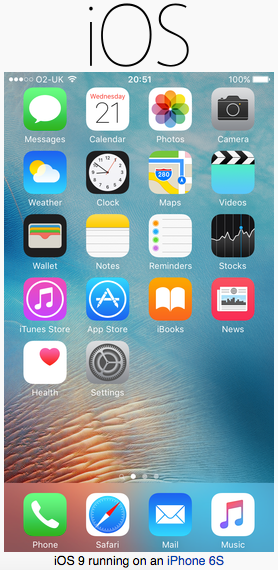 iOS
O2-UK 20:51 100%
Wednesday
21
280
Messages Calendar Photos Camera
Weather Clock Maps Videos
Wallet Notes Reminders Stocks
iTunes Store App Store iBooks News
Health Settings
Phone Safari Mail Music
iOS 9 running on an iPhone 6S